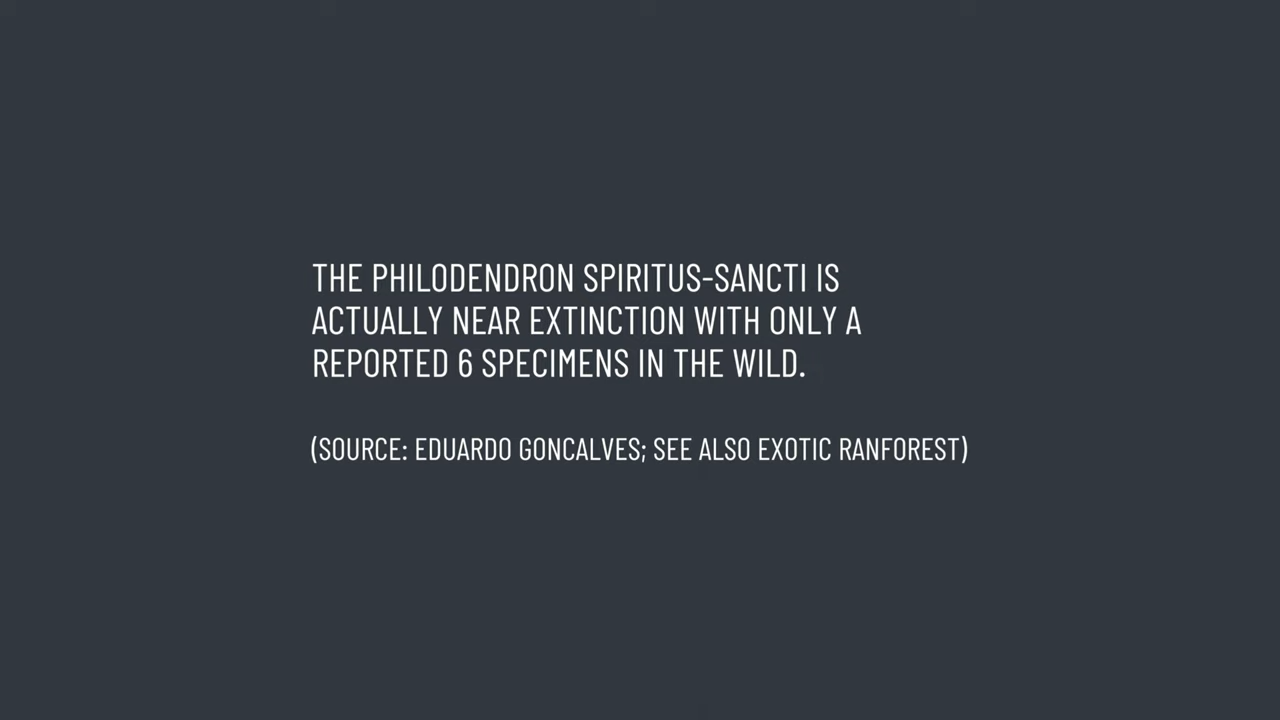 THE PHILODENDRON SPIRITUS-SANCTI IS
ACTUALLY NEAR EXTINCTION WITH ONLY A
REPORTED 6 SPECIMENS IN THE WILD.
(SOURCE: EDUARDO GONCALVES; SEE ALSO EXOTIC RANFOREST)